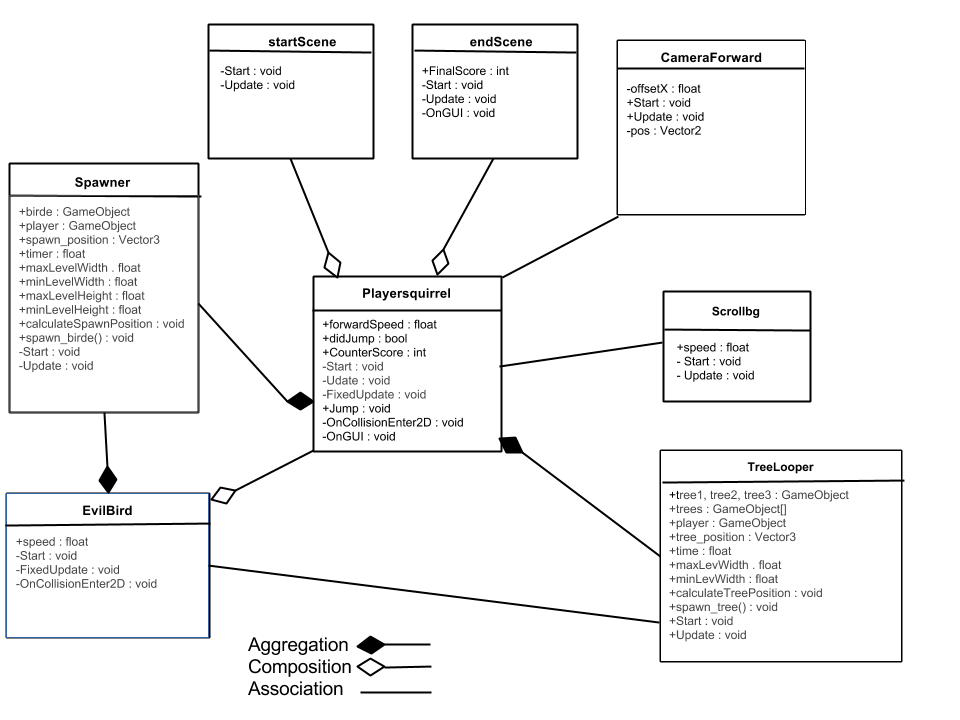 startScene
-Start : void
-Update : void
endScene
+FinalScore : int
-Start : void
-Update : void
-OnGUI : void
CameraForward
-offsetX : float
+Start : void
+Update : void
-pos : Vector2
Spawner
+birde : GameObject
+player : GameObject
+spawn_position : Vector3
+timer : float
+maxLevelWidth . float
+minLevelWidth : float
+maxLevelHeight : float
+minLevelHeight : float
+calculateSpawnPosition : void
+spawn_birde() : void
-Start : void
-Update : void
Playersquirrel
+forwardSpeed : float
+didJump : bool
+CounterScore : int
-Start : void
-Udate : void
-FixedUpdate : void
+Jump : void
-OnCollisionEnter2D : void
-OnGUI : void
Scrollbg
+speed : float
- Start : void
- Update : void
TreeLooper
+tree1, tree2, tree3 : GameObject
+trees : GameObject[]
+player : GameObject
+tree_position : Vector3
+time : float
+maxLevWidth . float
+minLevWidth : float
+calculateTreePosition : void
+spawn_tree() : void
+Start : void
+Update : void
EvilBird
+speed : float
-Start : void
-FixedUpdate : void
-OnCollisionEnter2D : void
Aggregation
Composition
Association